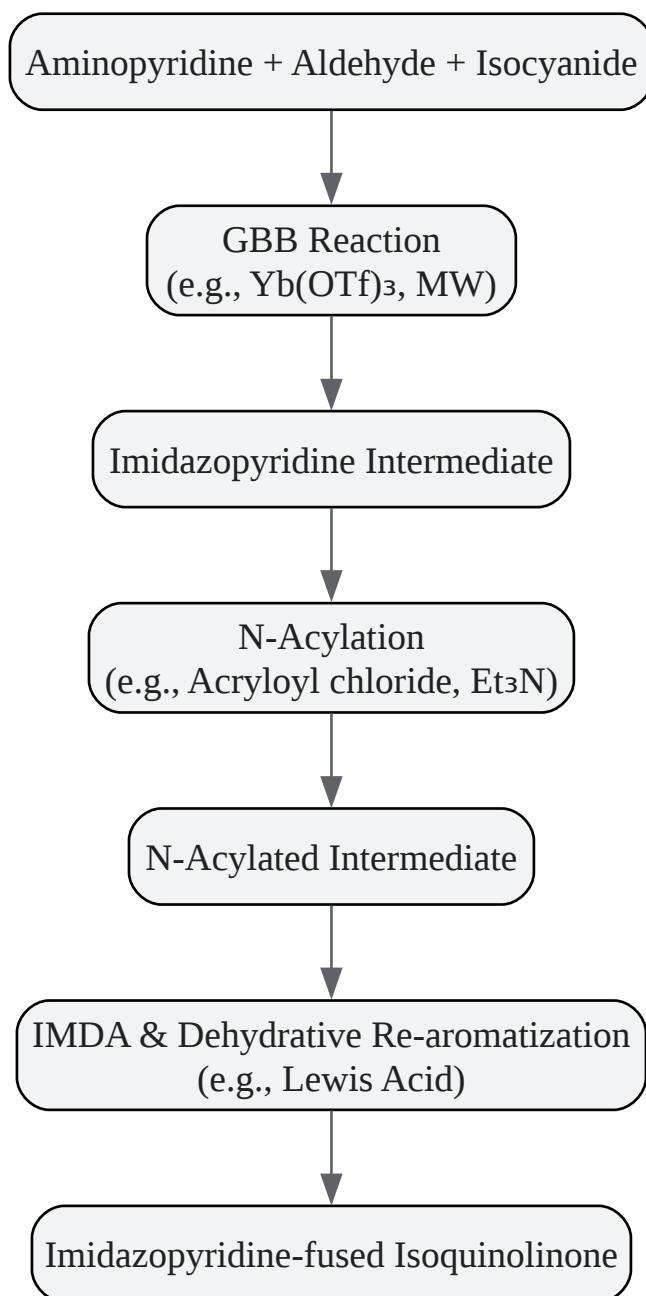 Aminopyridine + Aldehyde + Isocyanide
GBB Reaction
(e.g., Yb(OTf)₃, MW)
Imidazopyridine Intermediate
N-Acylation
(e.g., Acryloyl chloride, Et₃N)
N-Acylated Intermediate
IMDA & Dehydrative Re-aromatization
(e.g., Lewis Acid)
Imidazopyridine-fused Isoquinolinone